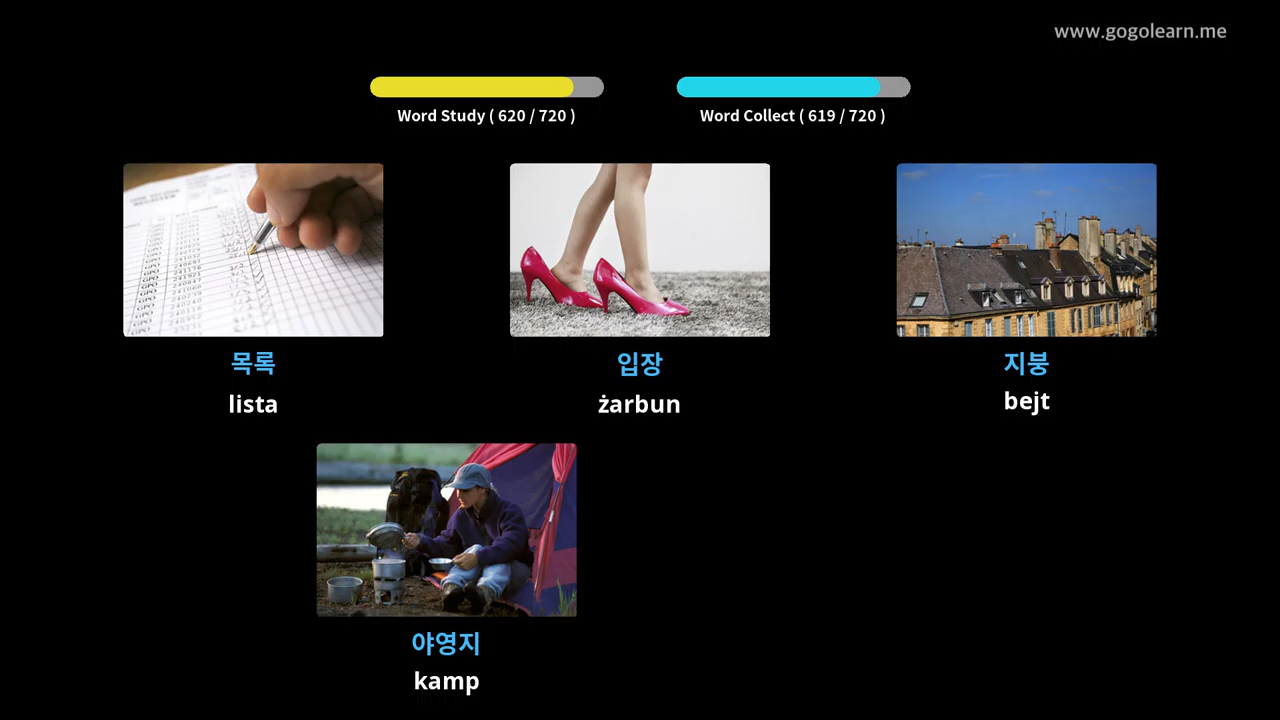 www.gogolearn.me
Word Study ( 620 / 720 )
Word Collect ( 619 / 720 )
목록
lista
입장
żarbun
지붕
bejt
야영지
kamp